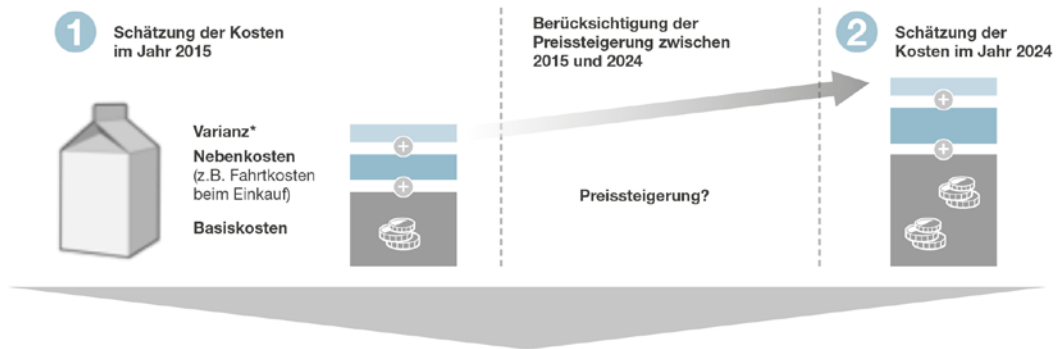 1
Schätzung der Kosten
im Jahr 2015
Berücksichtigung der
Preissteigerung zwischen
2015 und 2024
2
Schätzung der
Kosten im Jahr 2024
Varianz*
Nebenkosten
(z.B. Fahrtkosten
beim Einkauf)
Basiskosten
+
+
Preissteigerung?
+
+